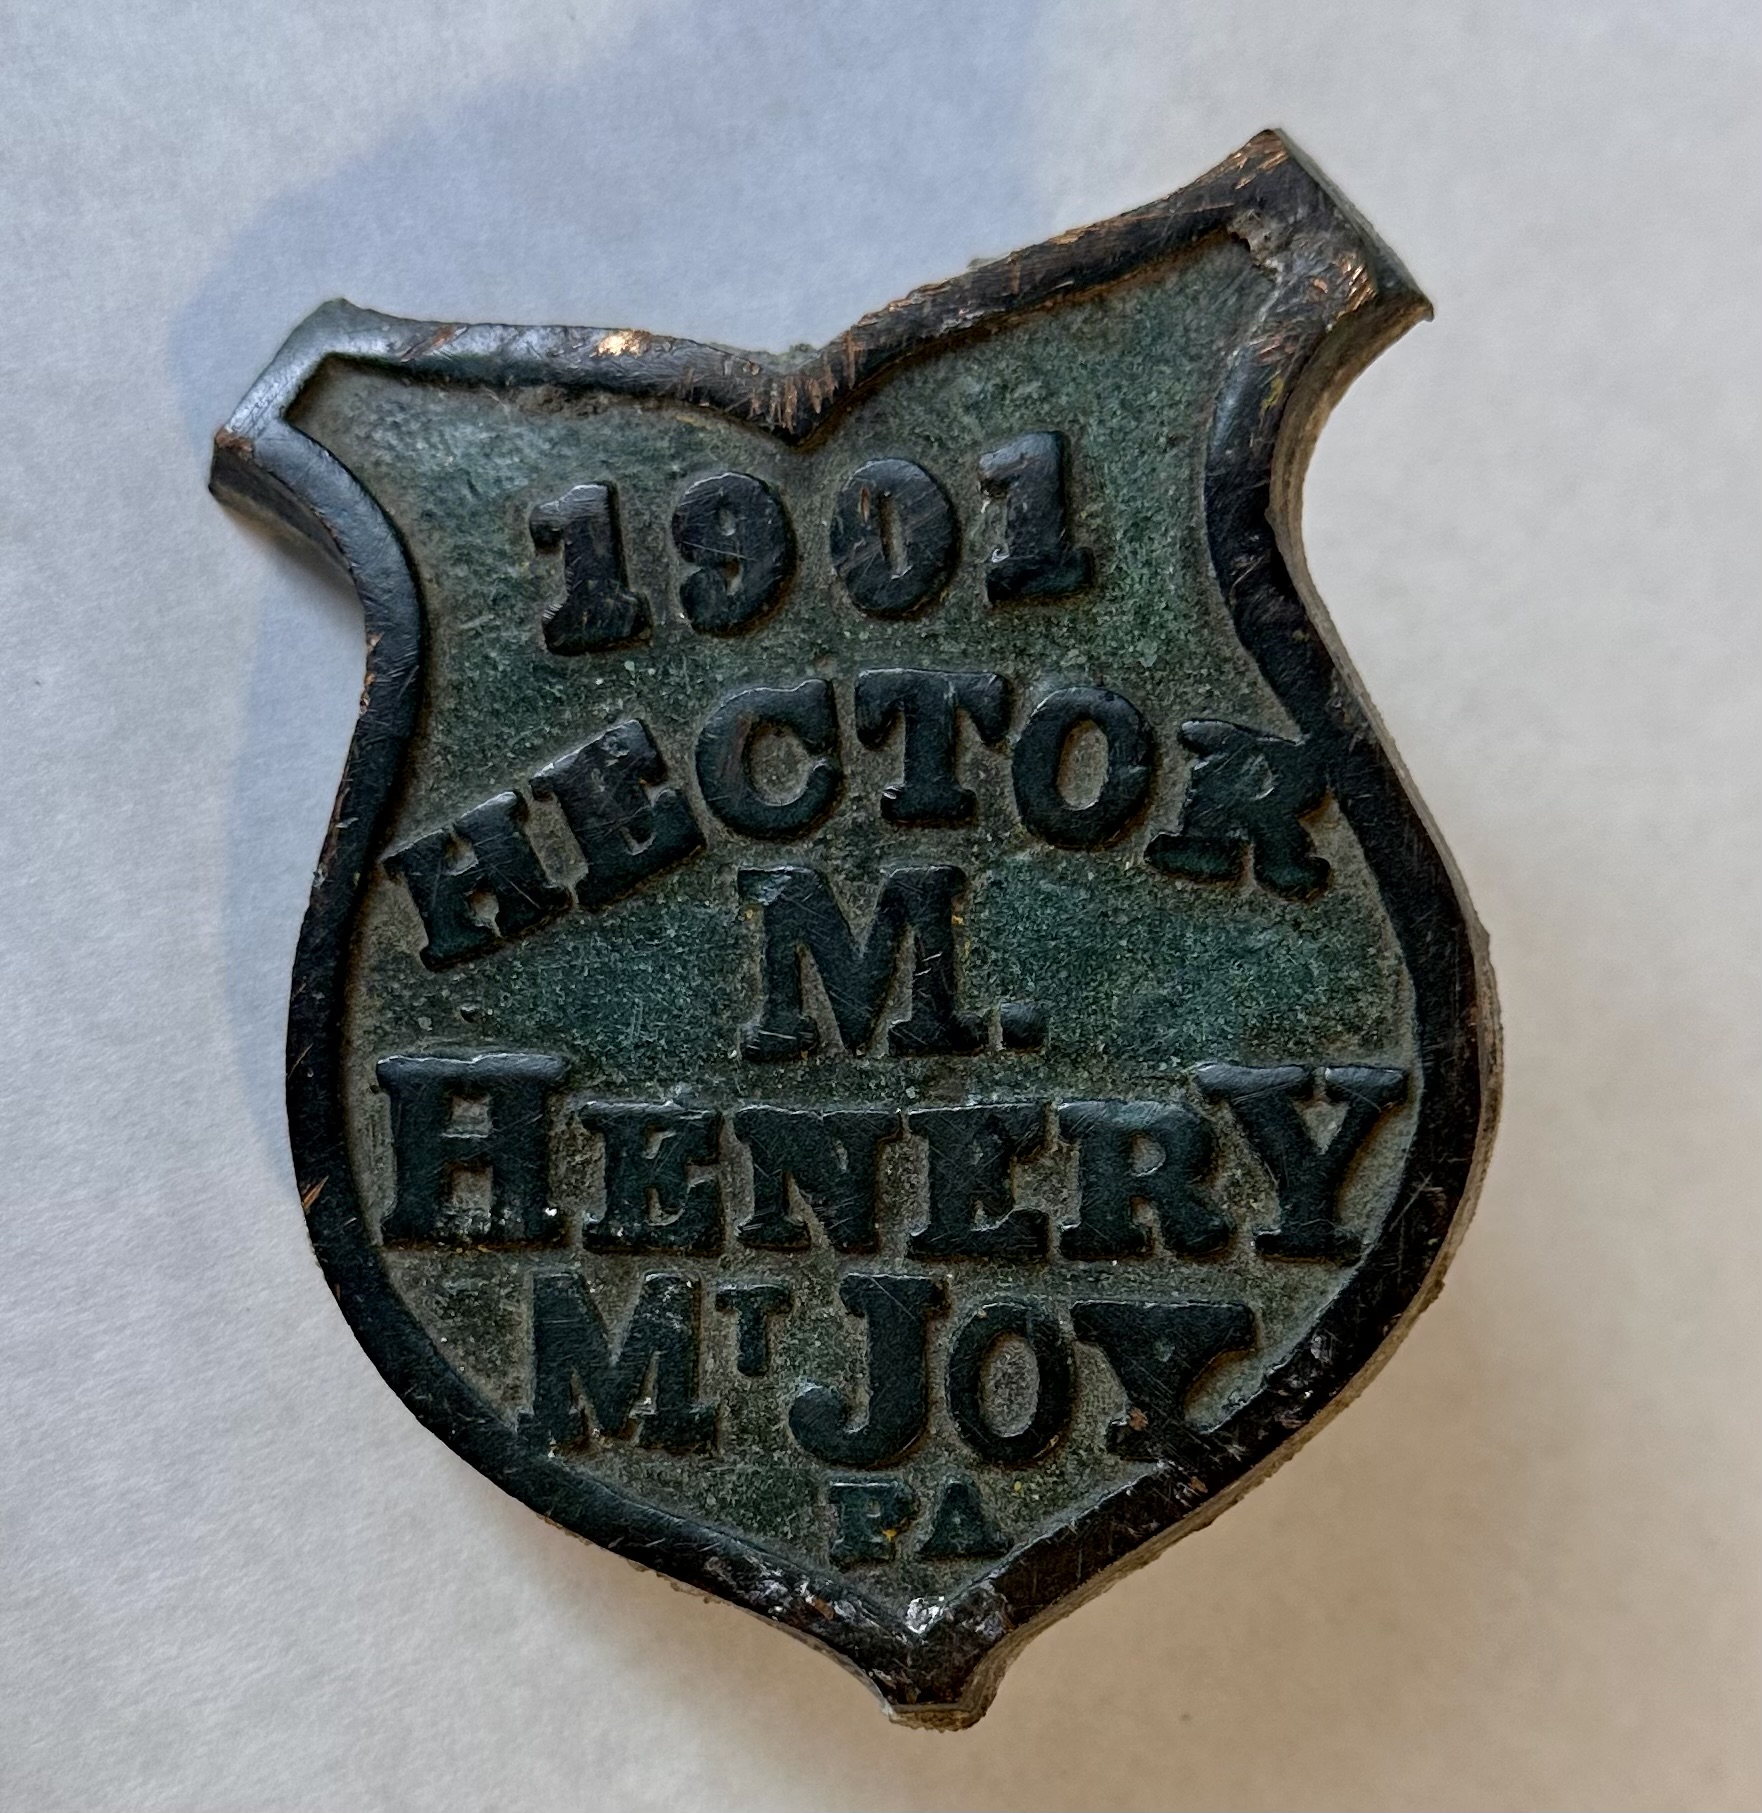 1901
HECTOR
M.
HENERY
MT JOY
PA